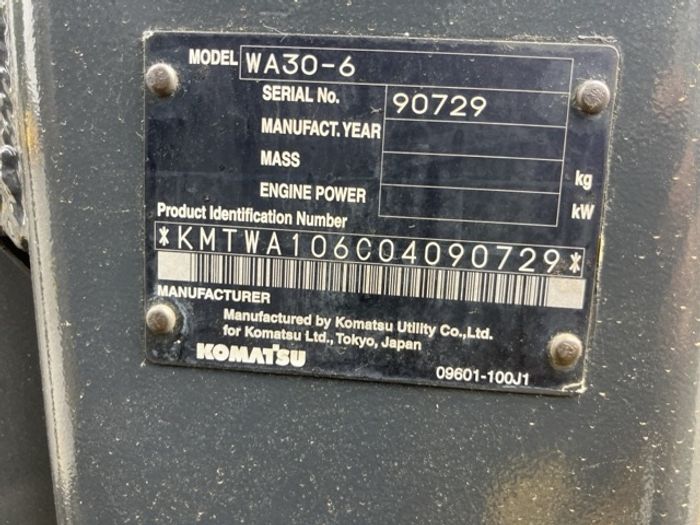 MODEL WA30-6
SERIAL No. 90729
MANUFACT. YEAR
MASS kg
ENGINE POWER kW
Product Identification Number
*KMTWA106C04090729*
MANUFACTURER
Manufactured by Komatsu Utility Co.,Ltd.
for Komatsu Ltd., Tokyo, Japan
KOMATSU
09601-100J1